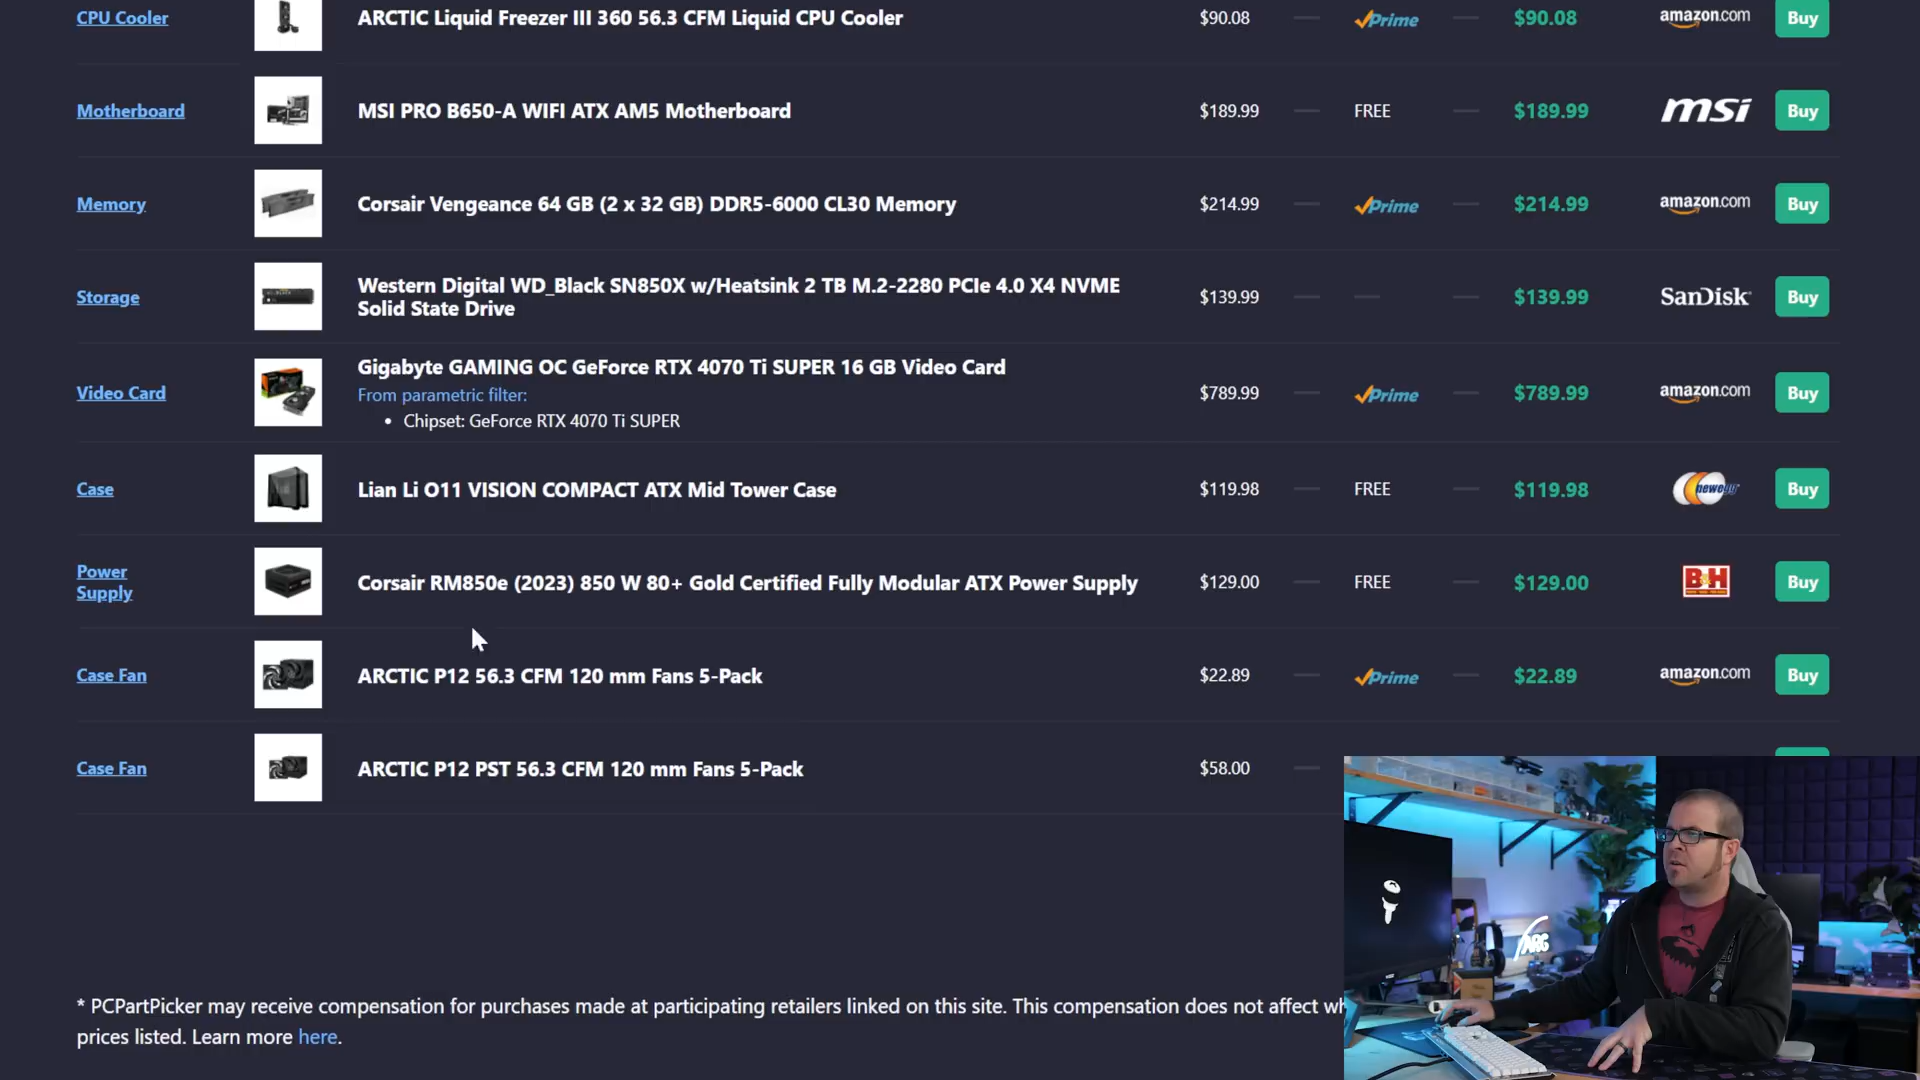 CPU Cooler ARCTIC Liquid Freezer III 360 56.3 CFM Liquid CPU Cooler $90.08 Prime $90.08 amazon.com Buy
Motherboard MSI PRO B650-A WIFI ATX AM5 Motherboard $189.99 FREE $189.99 msi Buy
Memory Corsair Vengeance 64 GB (2 x 32 GB) DDR5-6000 CL30 Memory $214.99 Prime $214.99 amazon.com Buy
Western Digital WD_Black SN850X w/Heatsink 2 TB M.2-2280 PCIe 4.0 X4 NVME
Storage $139.99 — $139.99 SanDisk Buy
Solid State Drive
Gigabyte GAMING OC GeForce RTX 4070 Ti SUPER 16 GB Video Card
Video Card From parametric filter: $789.99 Prime $789.99 amazon.com Buy
• Chipset: GeForce RTX 4070 Ti SUPER
Case Lian Li O11 VISION COMPACT ATX Mid Tower Case $119.98 FREE $119.98 newegg Buy
Power
Supply Corsair RM850e (2023) 850 W 80+ Gold Certified Fully Modular ATX Power Supply $129.00 FREE $129.00 B&H Buy
Case Fan ARCTIC P12 56.3 CFM 120 mm Fans 5-Pack $22.89 Prime $22.89 amazon.com Buy
Case Fan ARCTIC P12 PST 56.3 CFM 120 mm Fans 5-Pack $58.00
* PCPartPicker may receive compensation for purchases made at participating retailers linked on this site. This compensation does not affect
prices listed. Learn more here.
ARG